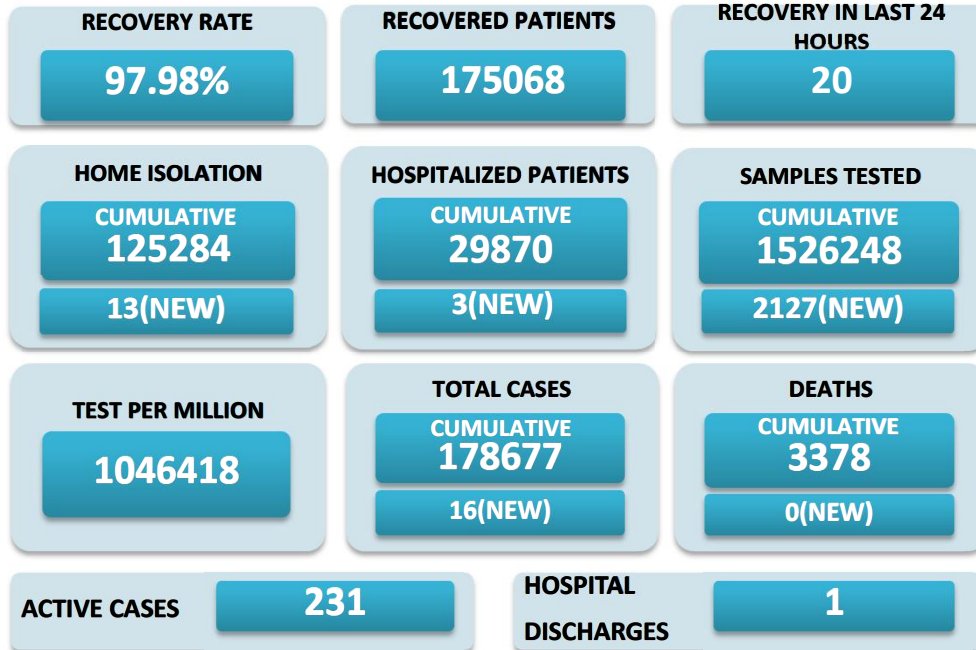 RECOVERY RATE
97.98%
RECOVERED PATIENTS
175068
RECOVERY IN LAST 24
HOURS
20
HOME ISOLATION
CUMULATIVE
125284
13(NEW)
HOSPITALIZED PATIENTS
CUMULATIVE
29870
3(NEW)
SAMPLES TESTED
CUMULATIVE
1526248
2127(NEW)
TEST PER MILLION
1046418
TOTAL CASES
CUMULATIVE
178677
16(NEW)
DEATHS
CUMULATIVE
3378
0(NEW)
ACTIVE CASES
231
HOSPITAL
DISCHARGES
1